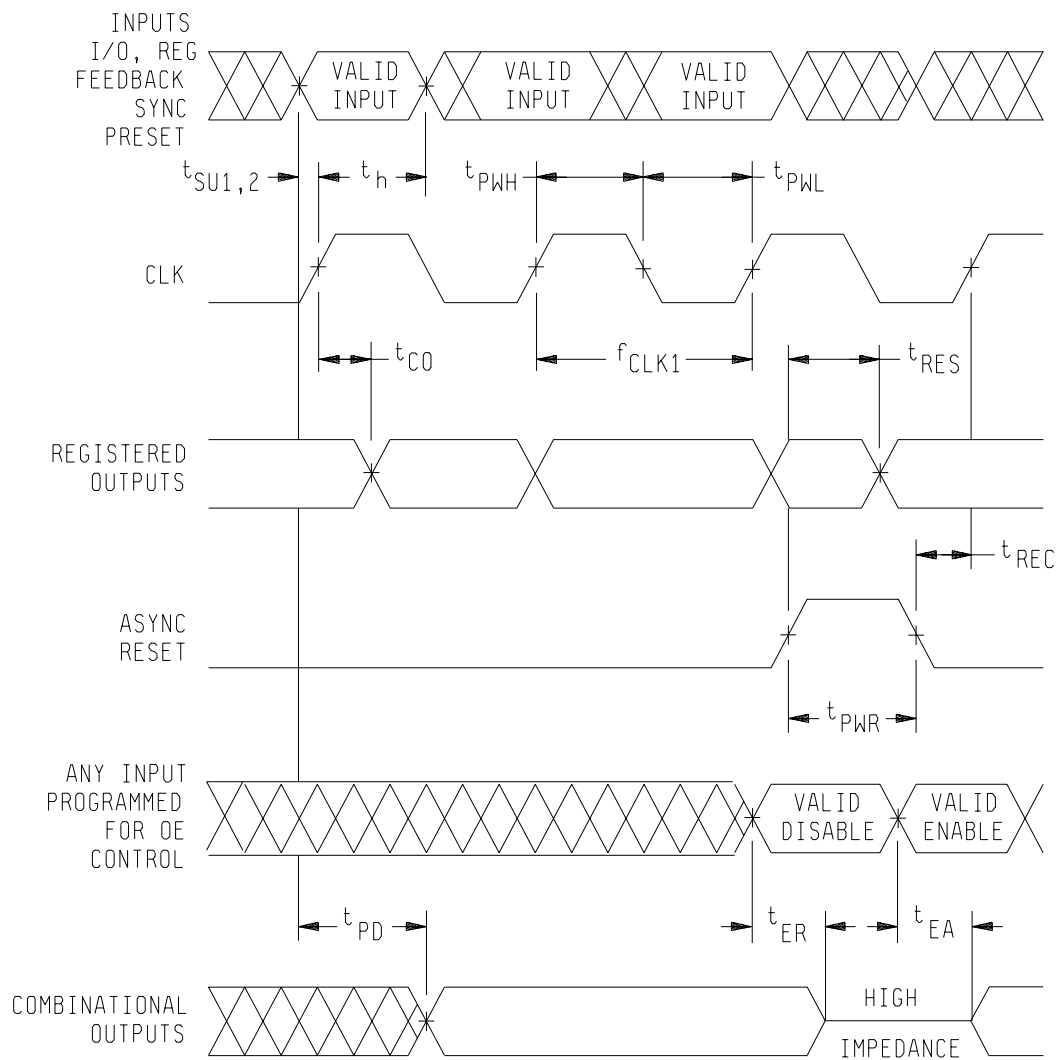 INPUTS
I/O, REG
FEEDBACK
SYNC
PRESET
VALID
INPUT
VALID
INPUT
VALID
INPUT
tSU1,2
th
tPWH
tPWL
CLK
tCO
fCLK1
tRES
REGISTERED
OUTPUTS
tREC
ASYNC
RESET
tPWR
ANY INPUT
PROGRAMMED
FOR OE
CONTROL
VALID
DISABLE
VALID
ENABLE
tPD
tER
tEA
COMBINATIONAL
OUTPUTS
HIGH
IMPEDANCE